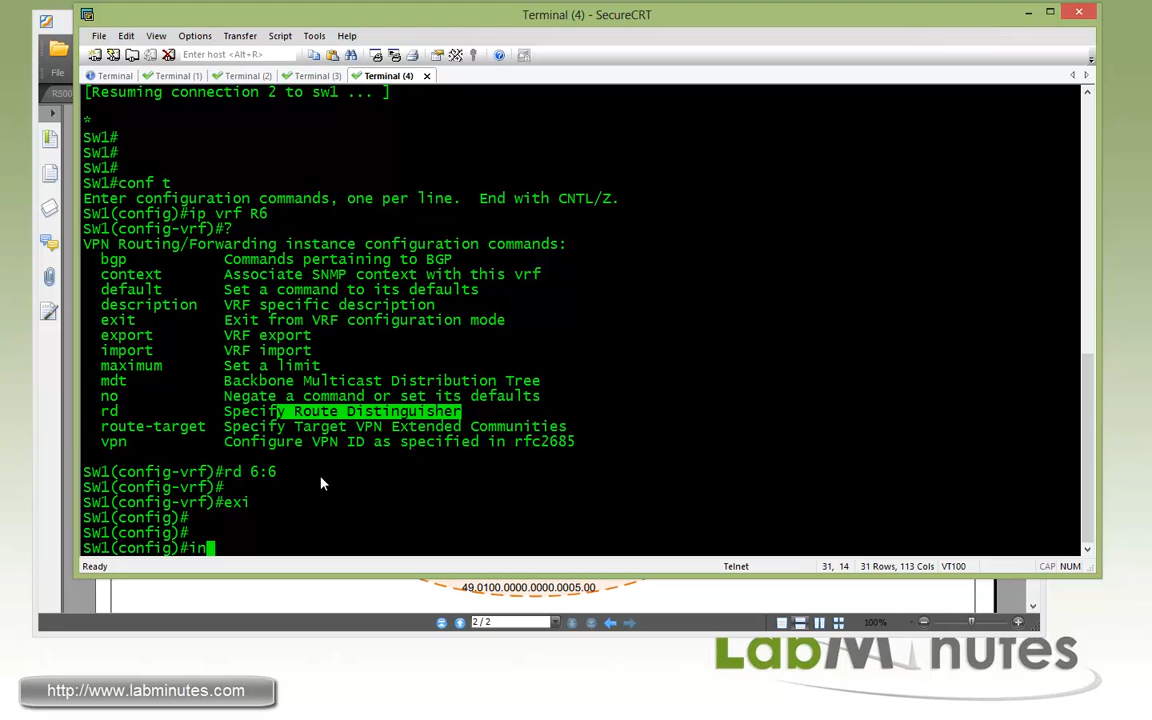 Terminal (4) - SecureCRT
File Edit View Options Transfer Script Tools Help
Enter host <Alt+R>
File
Terminal Terminal (1) Terminal (2) Terminal (3) Terminal (4)
RS00
[Resuming connection 2 to sw1 ... ]
*
SW1#
SW1#
SW1#
SW1#conf t
Enter configuration commands, one per line.  End with CNTL/Z.
SW1(config)#ip vrf R6
SW1(config-vrf)#?
VPN Routing/Forwarding instance configuration commands:
bgp Commands pertaining to BGP
context Associate SNMP context with this vrf
default Set a command to its defaults
description VRF specific description
exit Exit from VRF configuration mode
export VRF export
import VRF import
maximum Set a limit
mdt Backbone Multicast Distribution Tree
no Negate a command or set its defaults
rd Specify Route Distinguisher
route-target Specify Target VPN Extended Communities
vpn Configure VPN ID as specified in rfc2685
SW1(config-vrf)#rd 6:6
SW1(config-vrf)#
SW1(config-vrf)#exi
SW1(config)#
SW1(config)#
SW1(config)#in
Ready Telnet 31, 14 31 Rows, 113 Cols VT100 CAP NUM
49.0100.0000.0000.0005.00
2 / 2 100%
LabMinutes
http://www.labminutes.com